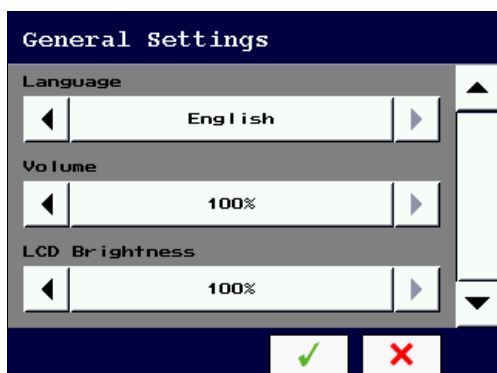 General Settings
Language
English
Volume
100%
LCD Brightness
100%